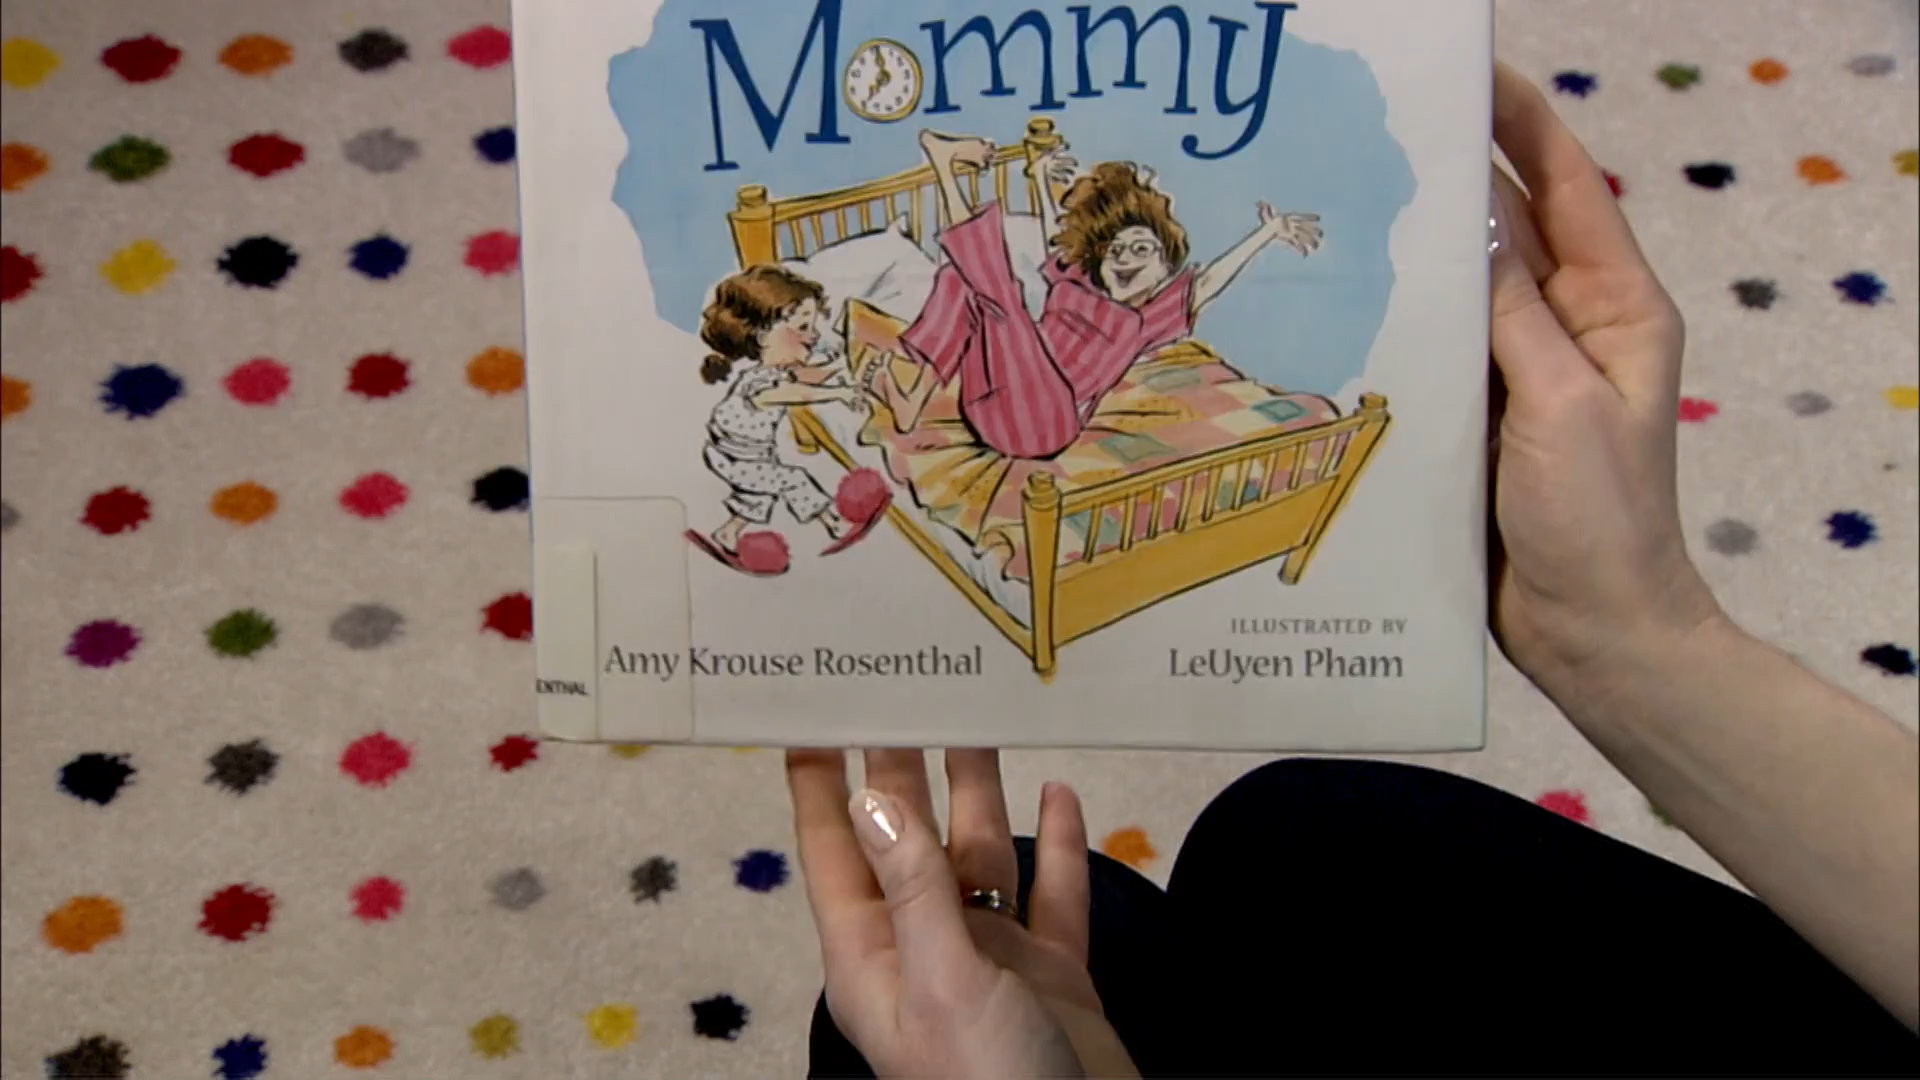 Mommy
ILLUSTRATED BY
Amy Krouse Rosenthal
LeUyen Pham
ENTHAL